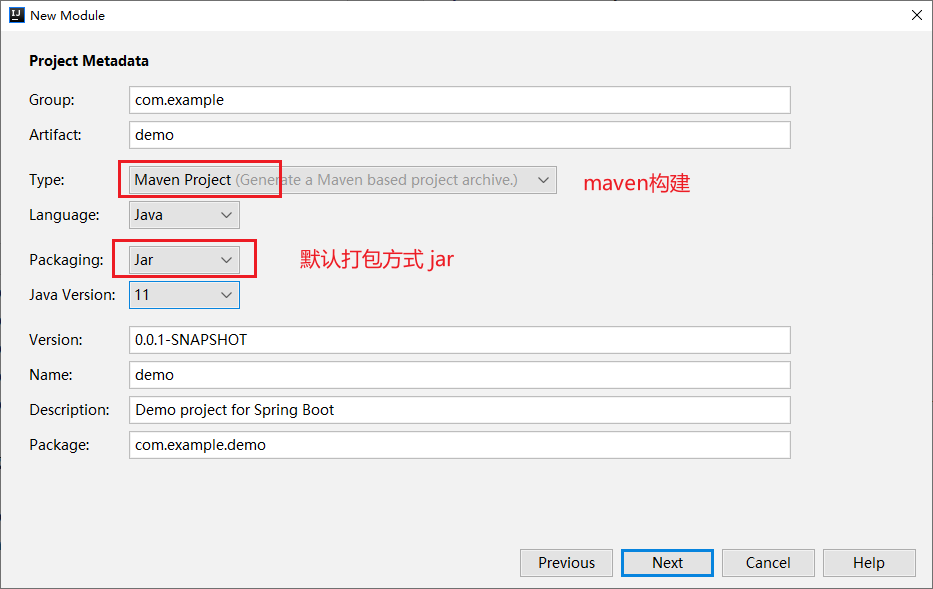 New Module
Project Metadata
Group: com.example
Artifact: demo
Type: Maven Project (Generate a Maven based project archive.) maven构建
Language: Java
Packaging: Jar 默认打包方式 jar
Java Version: 11
Version: 0.0.1-SNAPSHOT
Name: demo
Description: Demo project for Spring Boot
Package: com.example.demo
Previous Next Cancel Help